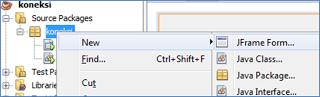 koneksi
Source Packages
koneksi
New
JFrame Form...
Find...
Ctrl+Shift+F
Java Class...
Test Pa
Java Package...
Librarie
Cut
Java Interface...